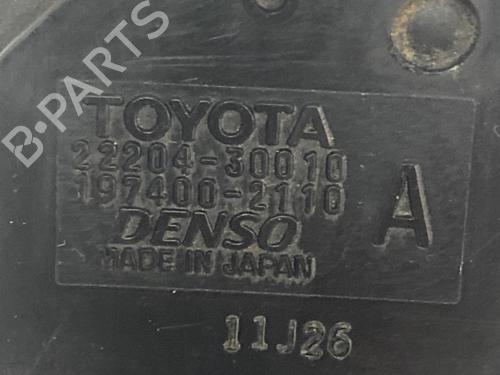 B-PARTS
TOYOTA
22204-30010
197400-2110
A
DENSO
MADE IN JAPAN
11J26